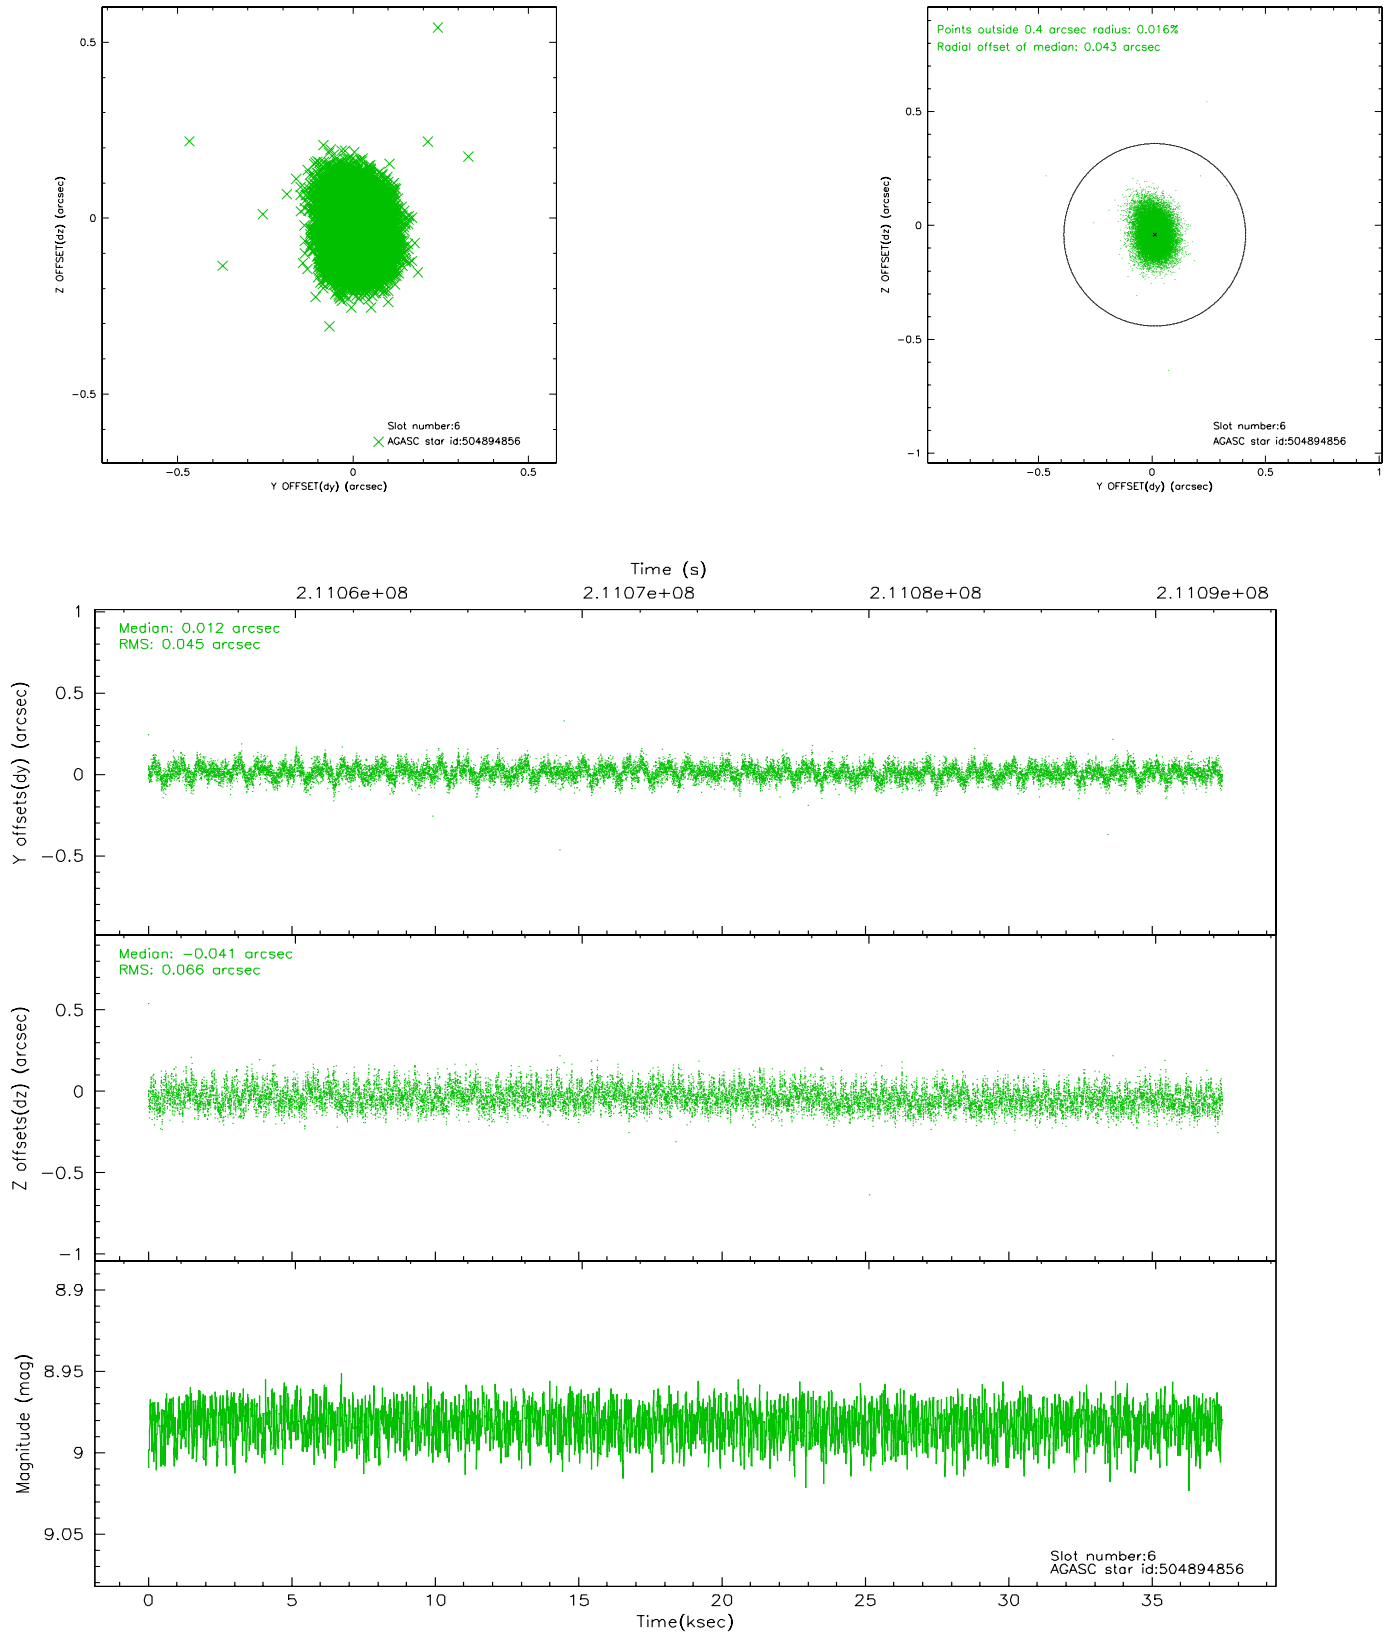 0.5
0
−0.5
Z OFFSET(dz) (arcsec)
Slot number:6
AGASC star id:504894856
−0.5
0
0.5
Y OFFSET(dy) (arcsec)
Points outside 0.4 arcsec radius: 0.016%
Radial offset of median: 0.043 arcsec
0.5
0
−0.5
−1
Z OFFSET(dz) (arcsec)
Slot number:6
AGASC star id:504894856
−0.5
0
0.5
1
Y OFFSET(dy) (arcsec)
Time (s)
2.1106e+08
2.1107e+08
2.1108e+08
2.1109e+08
Median: 0.012 arcsec
RMS: 0.045 arcsec
1
0.5
0
−0.5
Y offsets(dy) (arcsec)
Median: −0.041 arcsec
RMS: 0.066 arcsec
0.5
0
−0.5
−1
Z offsets(dz) (arcsec)
8.9
8.95
9
9.05
Magnitude (mag)
Slot number:6
AGASC star id:504894856
0
5
10
15
20
25
30
35
Time(ksec)